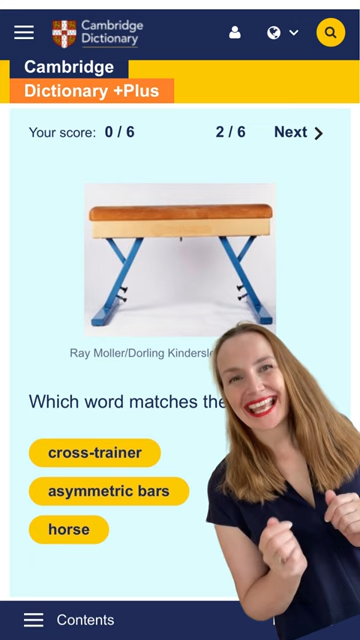 Cambridge
Dictionary
Cambridge
Dictionary +Plus
Your score: 0 / 6
2 / 6
Next
Ray Moller/Dorling
Which word matches the
cross-trainer
asymmetric bars
horse
Contents